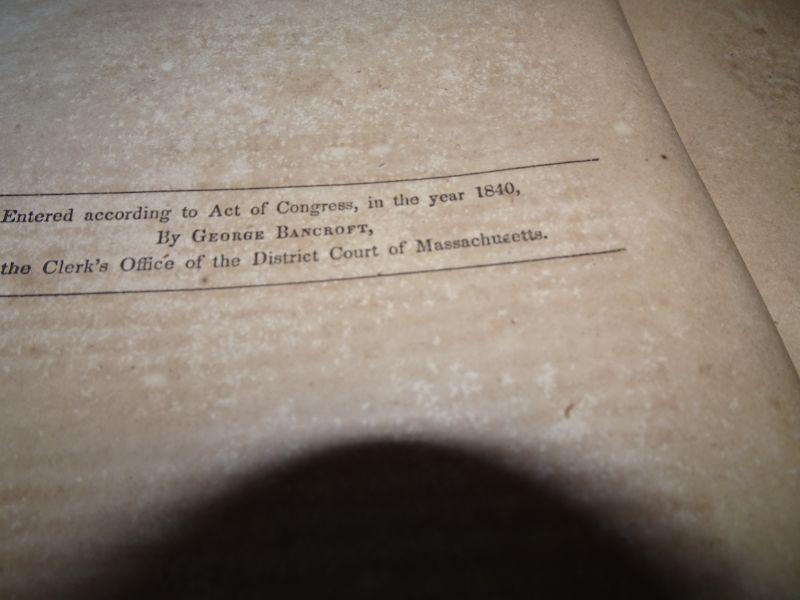 Entered according to Act of Congress, in the year 1840,
By GEORGE BANCROFT,
the Clerk's Office of the District Court of Massachusetts.